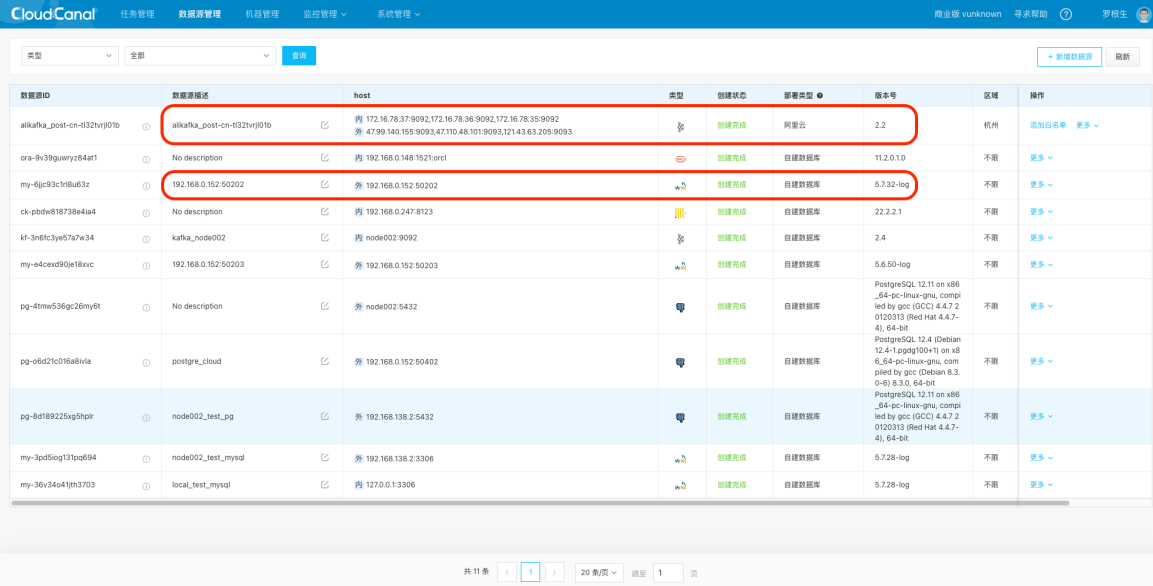 CloudCanal 任务管理 数据源管理 机器管理 监控管理 系统管理 商业版 vunknown 寻求帮助 ? 罗根生
类型 全部 查询 + 新增数据源 刷新
数据源ID 数据源描述 host 类型 创建状态 部署类型 版本号 区域 操作
alikafka_post-cn-tl32tvrjl01b alikafka_post-cn-tl32tvrjl01b 内 172.16.78.37:9092,172.16.78.36:9092,172.16.78.35:9092 创建完成 阿里云 2.2 杭州 添加白名单 更多
外 47.99.140.155:9093,47.110.48.101:9093,121.43.63.205:9093
ora-9v39guwryz84at1 No description 内 192.168.0.148:1521:orcl 创建完成 自建数据库 11.2.0.1.0 不限 更多
my-6jjc93c1rl8u63z 192.168.0.152:50202 外 192.168.0.152:50202 创建完成 自建数据库 5.7.32-log 不限 更多
ck-pbdw818738e4ia4 No description 内 192.168.0.247:8123 创建完成 自建数据库 22.2.2.1 不限 更多
kf-3n6fc3ye57a7w34 kafka_node002 内 node002:9092 创建完成 自建数据库 2.4 不限 更多
my-e4cexd90je18xvc 192.168.0.152:50203 外 192.168.0.152:50203 创建完成 自建数据库 5.6.50-log 不限 更多
pg-4tmw536gc26my6t No description 外 node002:5432 创建完成 自建数据库 PostgreSQL 12.11 on x86 不限 更多
_64-pc-linux-gnu, compi
led by gcc (GCC) 4.4.7 2
0120313 (Red Hat 4.4.7-
4), 64-bit
pg-o6d21c016a8ivla postgre_cloud 外 192.168.0.152:50402 创建完成 自建数据库 PostgreSQL 12.4 (Debian 不限 更多
12.4-1.pgdg100+1) on x8
6_64-pc-linux-gnu, com
piled by gcc (Debian 8.3.
0-6) 8.3.0, 64-bit
pg-8d189225xg5hplr node002_test_pg 外 192.168.138.2:5432 创建完成 自建数据库 PostgreSQL 12.11 on x86 不限 更多
_64-pc-linux-gnu, compi
led by gcc (GCC) 4.4.7 2
0120313 (Red Hat 4.4.7-
4), 64-bit
my-3pd5iog131pq694 node002_test_mysql 外 192.168.138.2:3306 创建完成 自建数据库 5.7.28-log 不限 更多
my-36v34o41jth3703 local_test_mysql 内 127.0.0.1:3306 创建完成 自建数据库 5.7.28-log 不限 更多
共 11 条 < 1 > 20 条/页 跳至 1 页